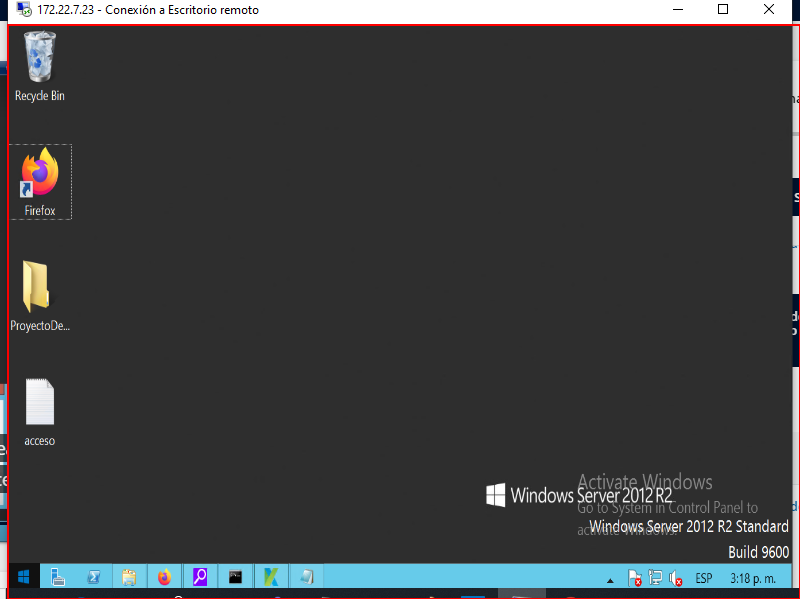 172.22.7.23 - Conexión a Escritorio remoto
Recycle Bin
Firefox
ProyectoDe...
acceso
Activate Windows
Windows Server 2012 R2
Go to System in Control Panel to
activate Windows.
Windows Server 2012 R2 Standard
Build 9600
ESP
3:18 p. m.